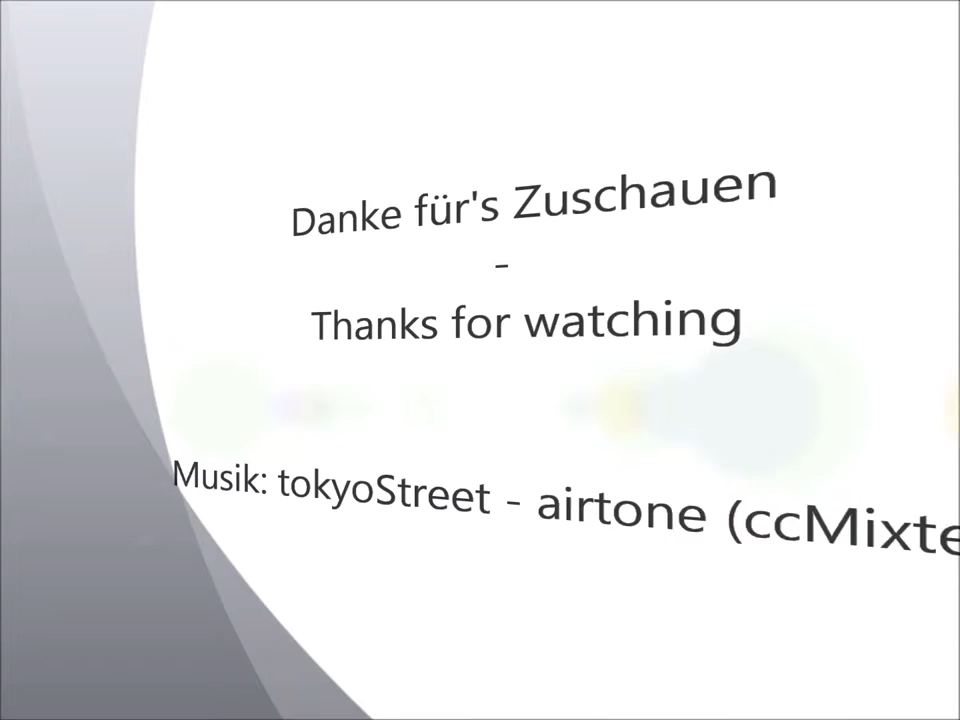 Danke für's Zuschauen
-
Thanks for watching
Musik: tokyoStreet - airtone (ccMixte